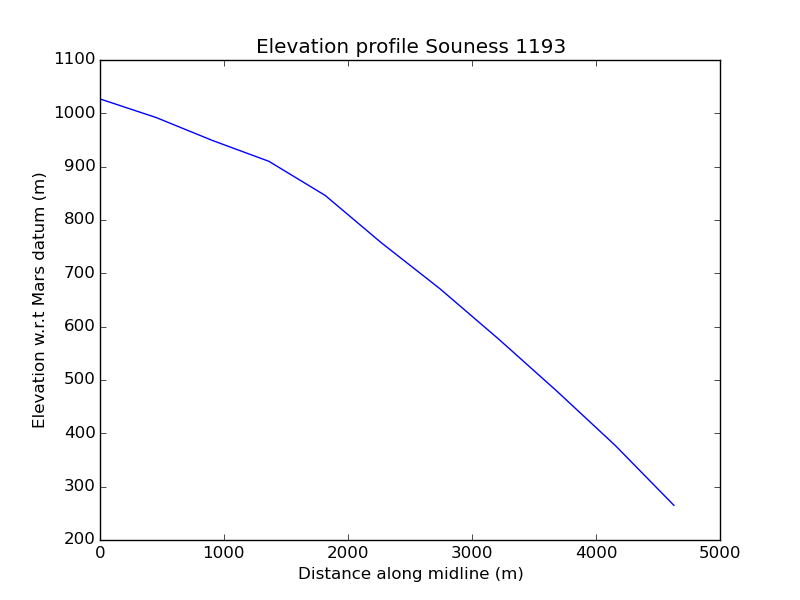 Elevation profile Souness 1193
Elevation w.r.t Mars datum (m)
1100
1000
900
800
700
600
500
400
300
200
0 1000 2000 3000 4000 5000
Distance along midline (m)